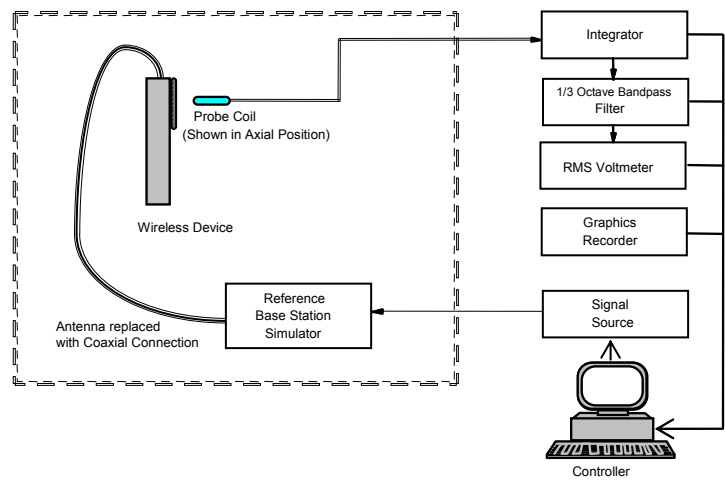 Integrator
1/3 Octave Bandpass
Filter
RMS Voltmeter
Graphics
Recorder
Signal
Source
Controller
Probe Coil
(Shown in Axial Position)
Wireless Device
Reference
Base Station
Simulator
Antenna replaced
with Coaxial Connection